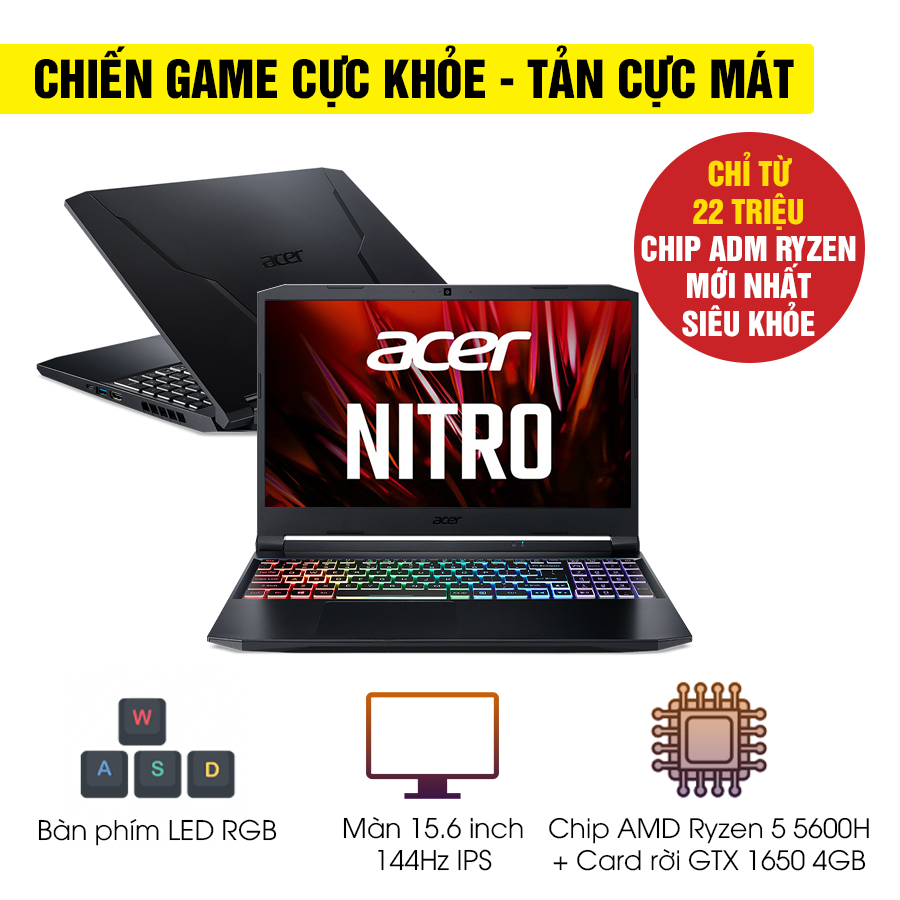 CHIẾN GAME CỰC KHỎE - TẢN CỰC MÁT
CHỈ TỪ
22 TRIỆU
CHIP ADM RYZEN
MỚI NHẤT
SIÊU KHỎE
acer
acer
NITRO
acer
W
A S D
Bàn phím LED RGB
Màn 15.6 inch
144Hz IPS
Chip AMD Ryzen 5 5600H
+ Card rời GTX 1650 4GB